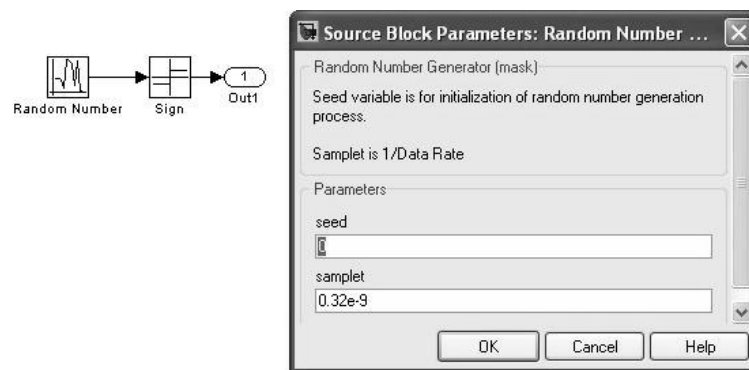 Random Number
Sign
1
Out1
Source Block Parameters: Random Number ...
Random Number Generator (mask)
Seed variable is for initialization of random number generation
process.
Samplet is 1/Data Rate
Parameters
seed
0
samplet
0.32e-9
OK
Cancel
Help